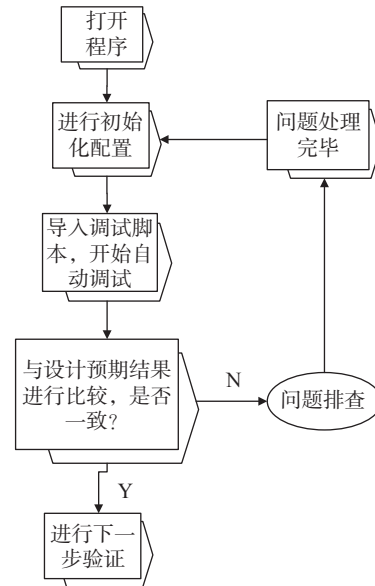 打开
程序
进行初始
化配置
问题处理
完毕
导入调试脚
本，开始自
动调试
与设计预期结果
进行比较，是否
一致？
N
问题排查
Y
进行下一
步验证